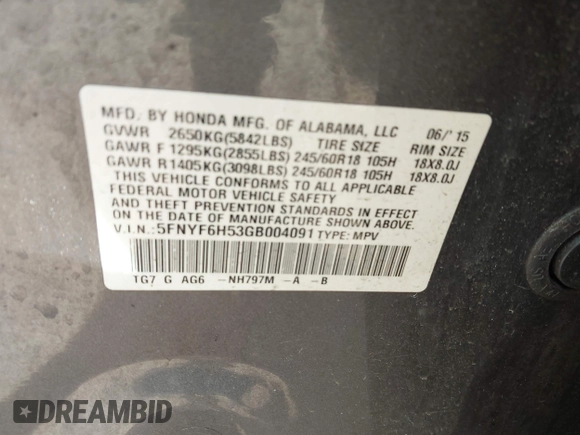 MFD. BY HONDA MFG. OF ALABAMA, LLC 06/'15
GVWR 2650KG(5842LBS) TIRE SIZE RIM SIZE
GAWR F 1295KG(2855LBS) 245/60R18 105H 18X8.0J
GAWR R 1405KG(3098LBS) 245/60R18 105H 18X8.0J
THIS VEHICLE CONFORMS TO ALL APPLICABLE
FEDERAL MOTOR VEHICLE SAFETY
AND THEFT PREVENTION STANDARDS IN EFFECT
ON THE DATE OF MANUFACTURE SHOWN ABOVE.
V.I.N.: 5FNYF6H53GB004091 TYPE: MPV
TG7 G AG6 -NH797M -A -B
DREAMBID